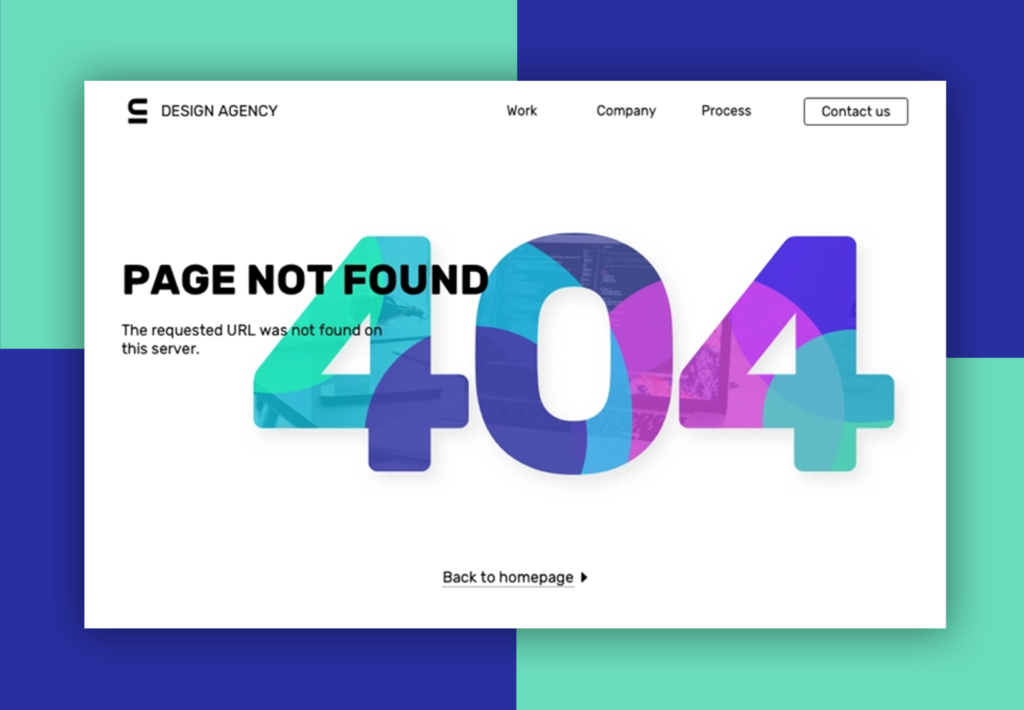 DESIGN AGENCY
Work
Company
Process
Contact us
404
PAGE NOT FOUND
The requested URL was not found on
this server.
Back to homepage